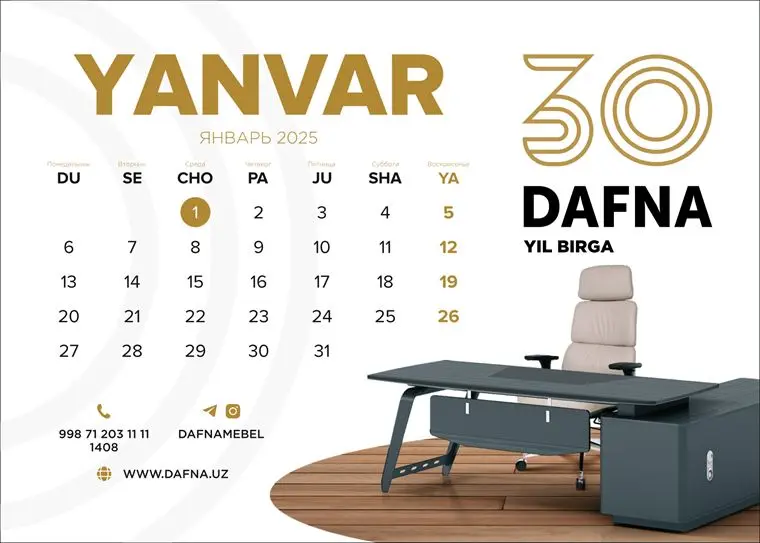 YANVAR
ЯНВАРЬ 2025
Понедельник Вторник Среда Четверг Пятница Суббота Воскресенье
DU SE CHO PA JU SHA YA
1 2 3 4 5
6 7 8 9 10 11 12
13 14 15 16 17 18 19
20 21 22 23 24 25 26
27 28 29 30 31
30
DAFNA
YIL BIRGA
998 71 203 11 11
1408
DAFNAMEBEL
WWW.DAFNA.UZ